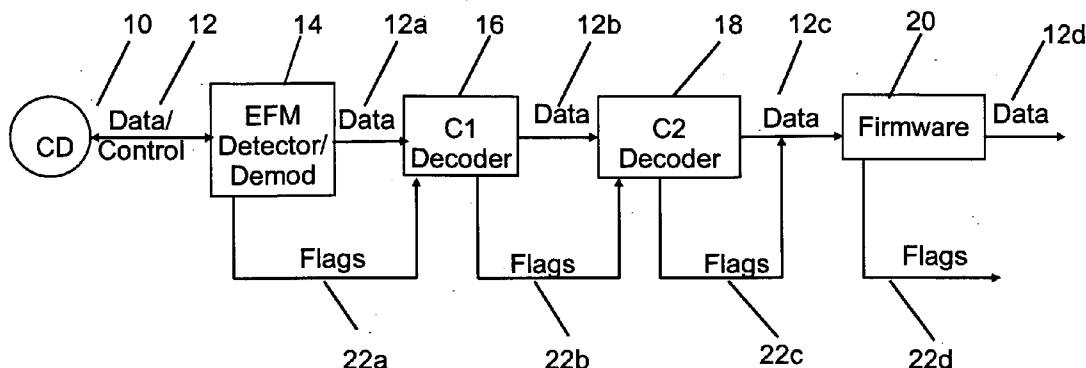 10
12
14
12a
16
12b
18
12c
20
12d
CD
Data/
Control
EFM
Detector/
Demod
Data
C1
Decoder
Data
C2
Decoder
Data
Firmware
Data
Flags
Flags
Flags
Flags
22a
22b
22c
22d